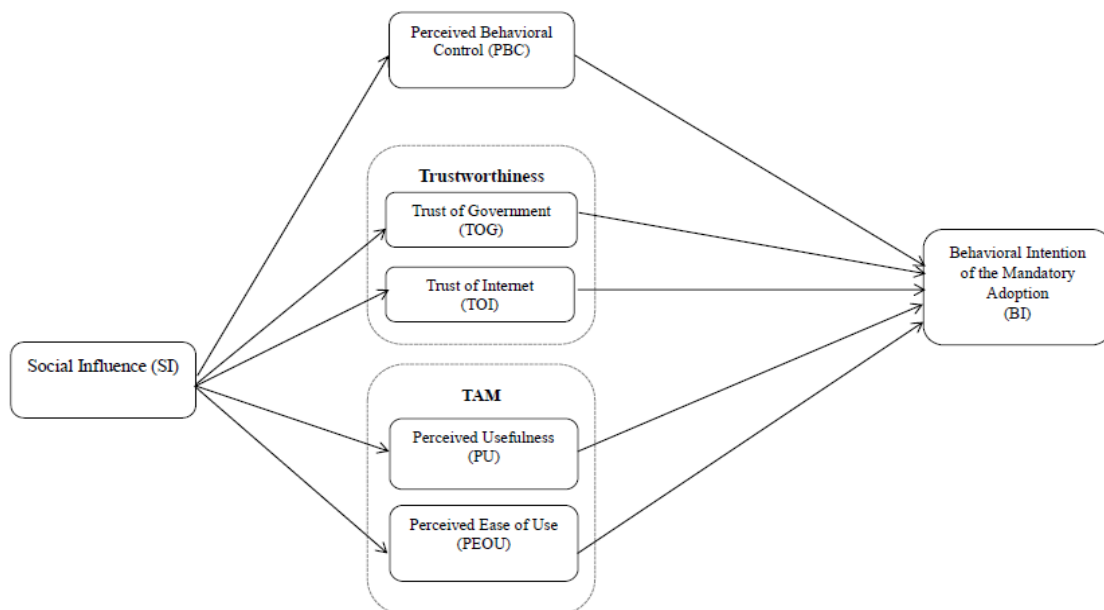 Perceived Behavioral
Control (PBC)
Trustworthiness
Trust of Government
(TOG)
Trust of Internet
(TOI)
Social Influence (SI)
TAM
Perceived Usefulness
(PU)
Perceived Ease of Use
(PEOU)
Behavioral Intention
of the Mandatory
Adoption
(BI)